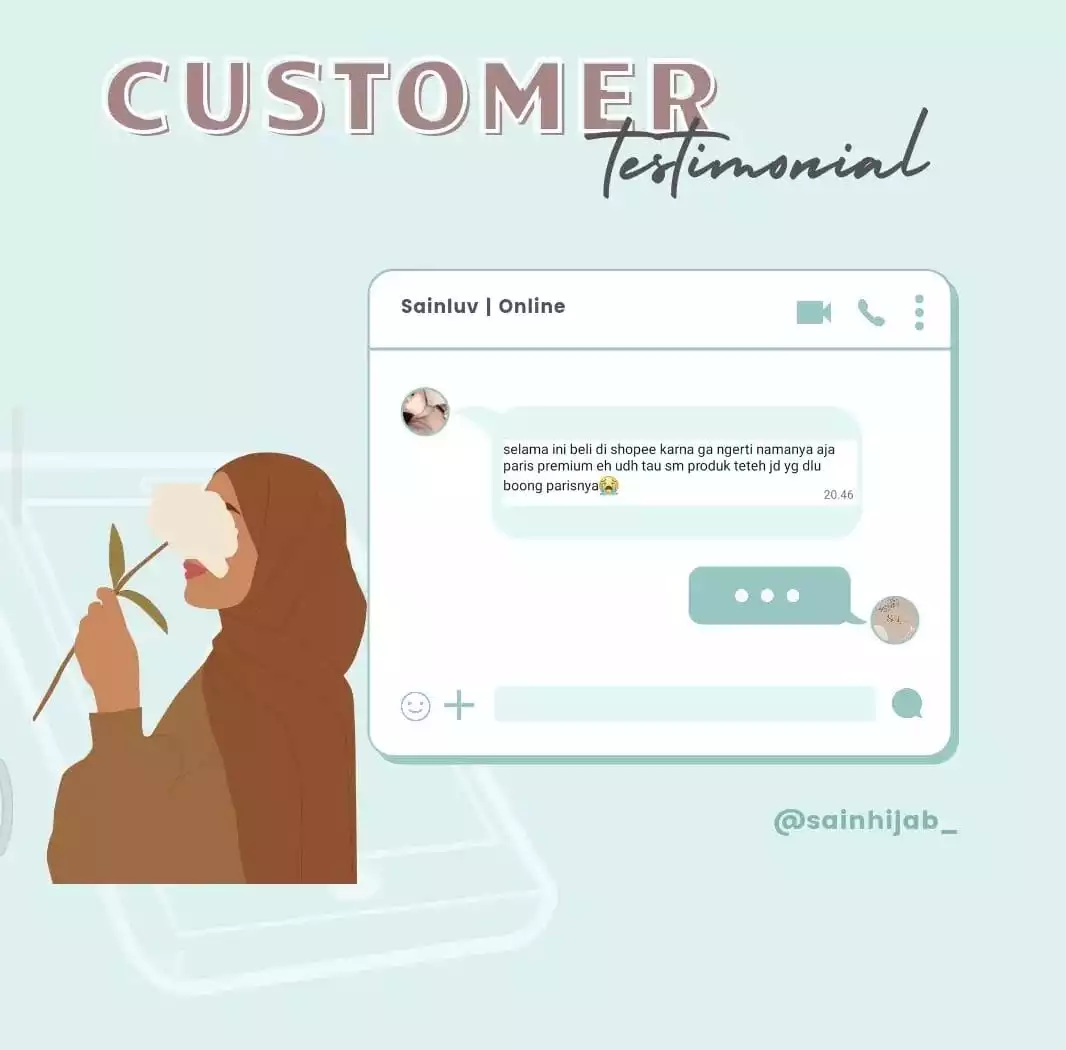 CUSTOMER
testimonial
Sainluv | Online
selama ini beli di shopee karna ga ngerti namanya aja
paris premium eh udh tau sm produk teteh jd yg dlu
boong parisnya😭
20.46
@sainhijab_